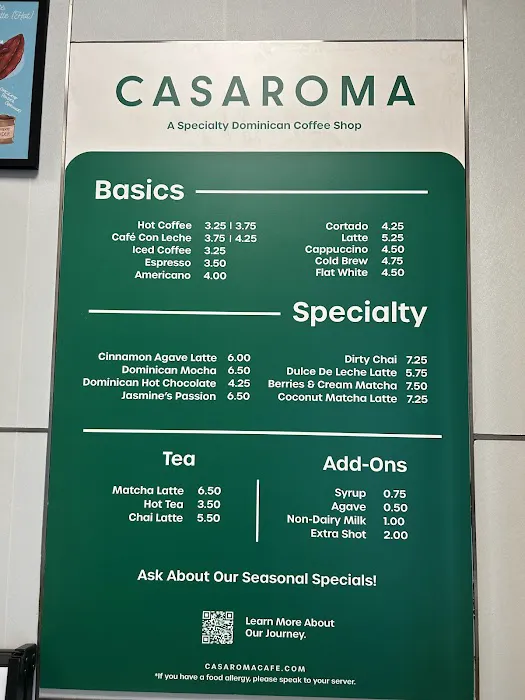 CASAROMA
A Specialty Dominican Coffee Shop
Basics
Hot Coffee 3.25 | 3.75
Café Con Leche 3.75 | 4.25
Iced Coffee 3.25
Espresso 3.50
Americano 4.00
Cortado 4.25
Latte 5.25
Cappuccino 4.50
Cold Brew 4.75
Flat White 4.50
Specialty
Cinnamon Agave Latte 6.00
Dominican Mocha 6.50
Dominican Hot Chocolate 4.25
Jasmine's Passion 6.50
Dirty Chai 7.25
Dulce De Leche Latte 5.75
Berries & Cream Matcha 7.50
Coconut Matcha Latte 7.25
Tea
Matcha Latte 6.50
Hot Tea 3.50
Chai Latte 5.50
Add-Ons
Syrup 0.75
Agave 0.50
Non-Dairy Milk 1.00
Extra Shot 2.00
Ask About Our Seasonal Specials!
Learn More About
Our Journey.
CASAROMACAFE.COM
*If you have a food allergy, please speak to your server.